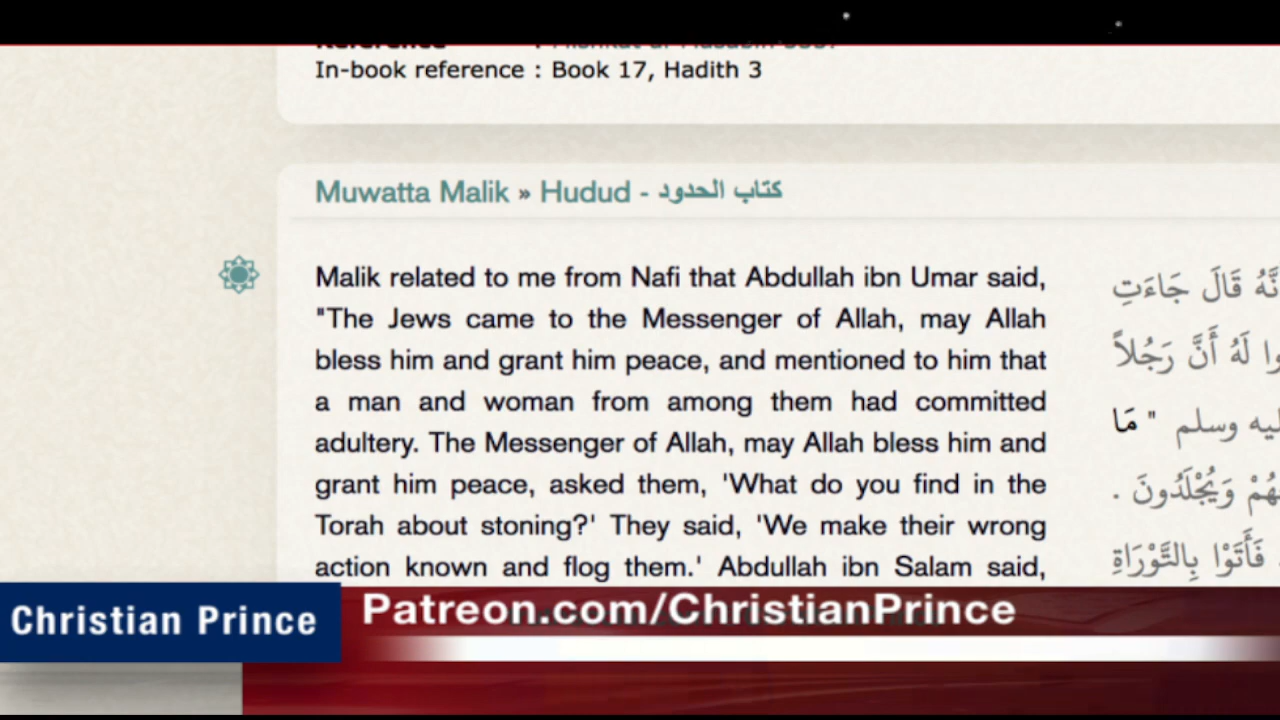 Reference :
In-book reference : Book 17, Hadith 3
Muwatta Malik » Hudud - كتاب الحدود
Malik related to me from Nafi that Abdullah ibn Umar said,
"The Jews came to the Messenger of Allah, may Allah
bless him and grant him peace, and mentioned to him that
a man and woman from among them had committed
adultery. The Messenger of Allah, may Allah bless him and
grant him peace, asked them, 'What do you find in the
Torah about stoning?' They said, 'We make their wrong
action known and flog them.' Abdullah ibn Salam said,
نَّهُ قَالَ جَاءَتِ
وا لَهُ أَنَّ رَجُلاً
ليه وسلم " مَا
هُمْ وَيُجْلَدُونَ .
فَأَتَوْا بِالتَّوْرَاةِ
Christian Prince
Patreon.com/ChristianPrince